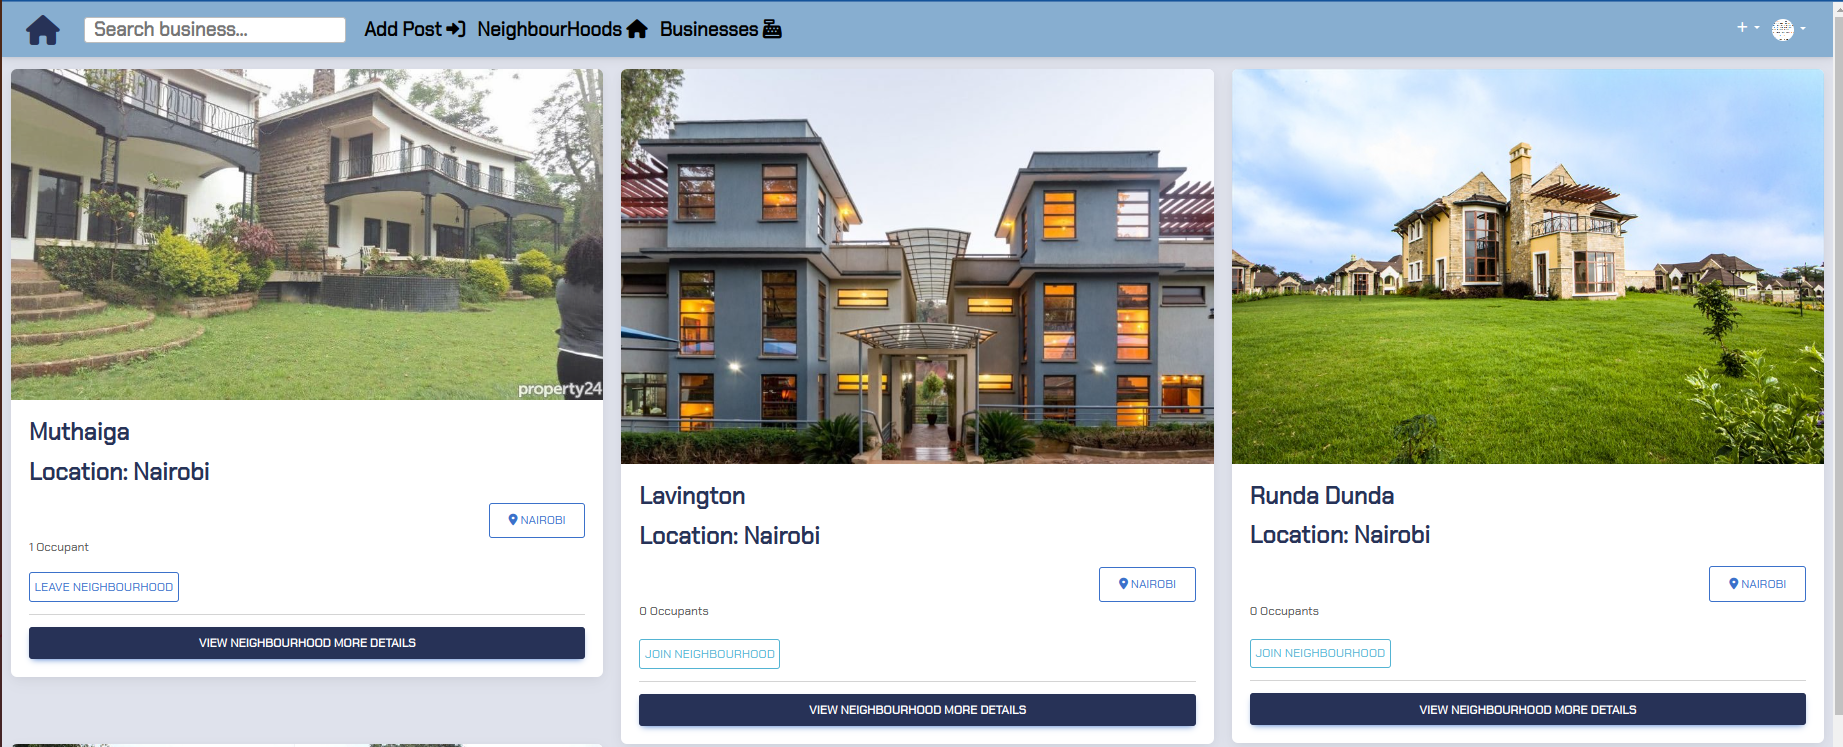 Search business...
Add Post
NeighbourHoods
Businesses
property24
Muthaiga
Location: Nairobi
NAIROBI
1 Occupant
LEAVE NEIGHBOURHOOD
VIEW NEIGHBOURHOOD MORE DETAILS
Lavington
Location: Nairobi
NAIROBI
0 Occupants
JOIN NEIGHBOURHOOD
VIEW NEIGHBOURHOOD MORE DETAILS
Runda Dunda
Location: Nairobi
NAIROBI
0 Occupants
JOIN NEIGHBOURHOOD
VIEW NEIGHBOURHOOD MORE DETAILS